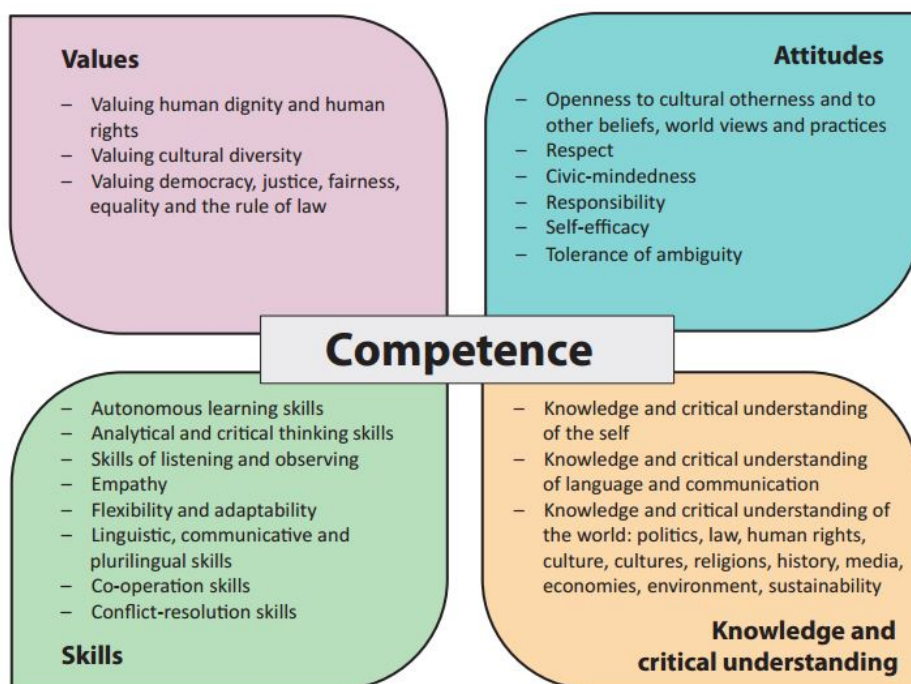 Values
– Valuing human dignity and human
rights
– Valuing cultural diversity
– Valuing democracy, justice, fairness,
equality and the rule of law
Attitudes
– Openness to cultural otherness and to
other beliefs, world views and practices
– Respect
– Civic-mindedness
– Responsibility
– Self-efficacy
– Tolerance of ambiguity
Competence
– Autonomous learning skills
– Analytical and critical thinking skills
– Skills of listening and observing
– Empathy
– Flexibility and adaptability
– Linguistic, communicative and
plurilingual skills
– Co-operation skills
– Conflict-resolution skills
Skills
– Knowledge and critical understanding
of the self
– Knowledge and critical understanding
of language and communication
– Knowledge and critical understanding of
the world: politics, law, human rights,
culture, cultures, religions, history, media,
economies, environment, sustainability
Knowledge and
critical understanding